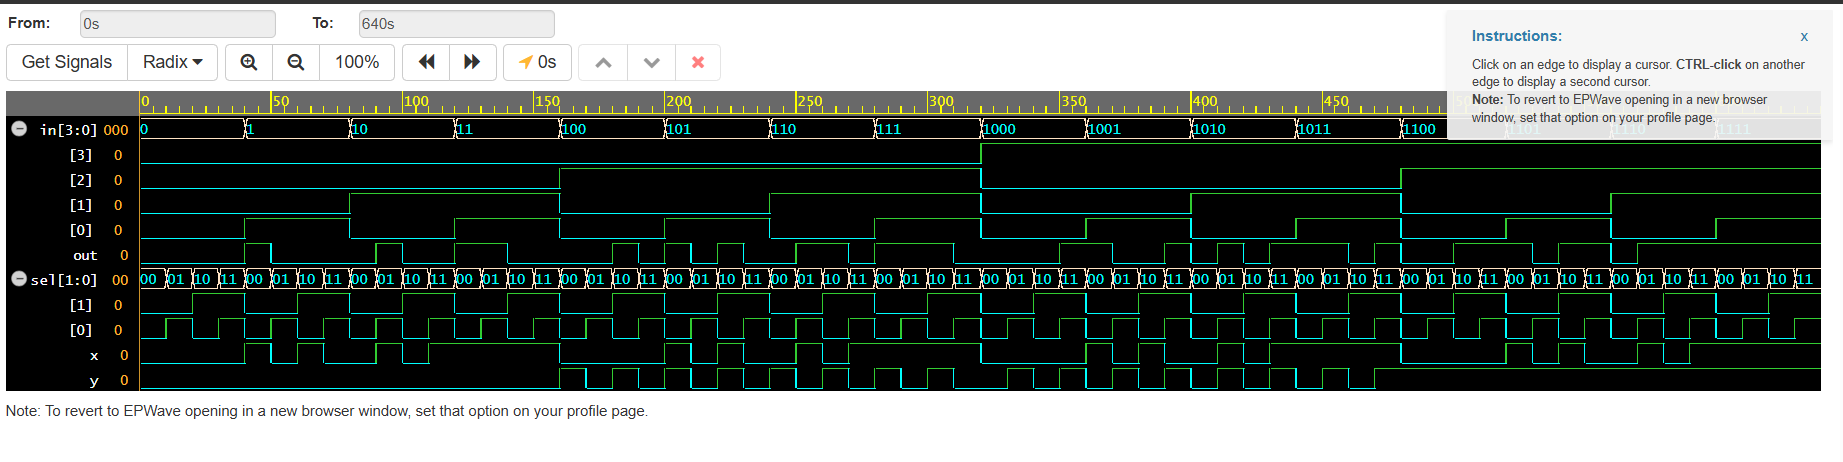 From: 0s To: 640s
Instructions: x
Get Signals Radix 100% 0s
Click on an edge to display a cursor. CTRL-click on another
edge to display a second cursor.
Note: To revert to EPWave opening in a new browser
window, set that option on your profile page.
0 50 100 150 200 250 300 350 400 450
in[3:0] 000 0 1 10 11 100 101 110 111 1000 1001 1010 1011 1100 1101 1110 1111
[3] 0
[2] 0
[1] 0
[0] 0
out 0
sel[1:0] 00 00 01 10 11 00 01 10 11 00 01 10 11 00 01 10 11 00 01 10 11 00 01 10 11 00 01 10 11 00 01 10 11 00 01 10 11 00 01 10 11 00 01 10 11 00 01 10 11 00 01 10 11 00 01 10 11 00 01 10 11 00 01 10 11
[1] 0
[0] 0
x 0
y 0
Note: To revert to EPWave opening in a new browser window, set that option on your profile page.